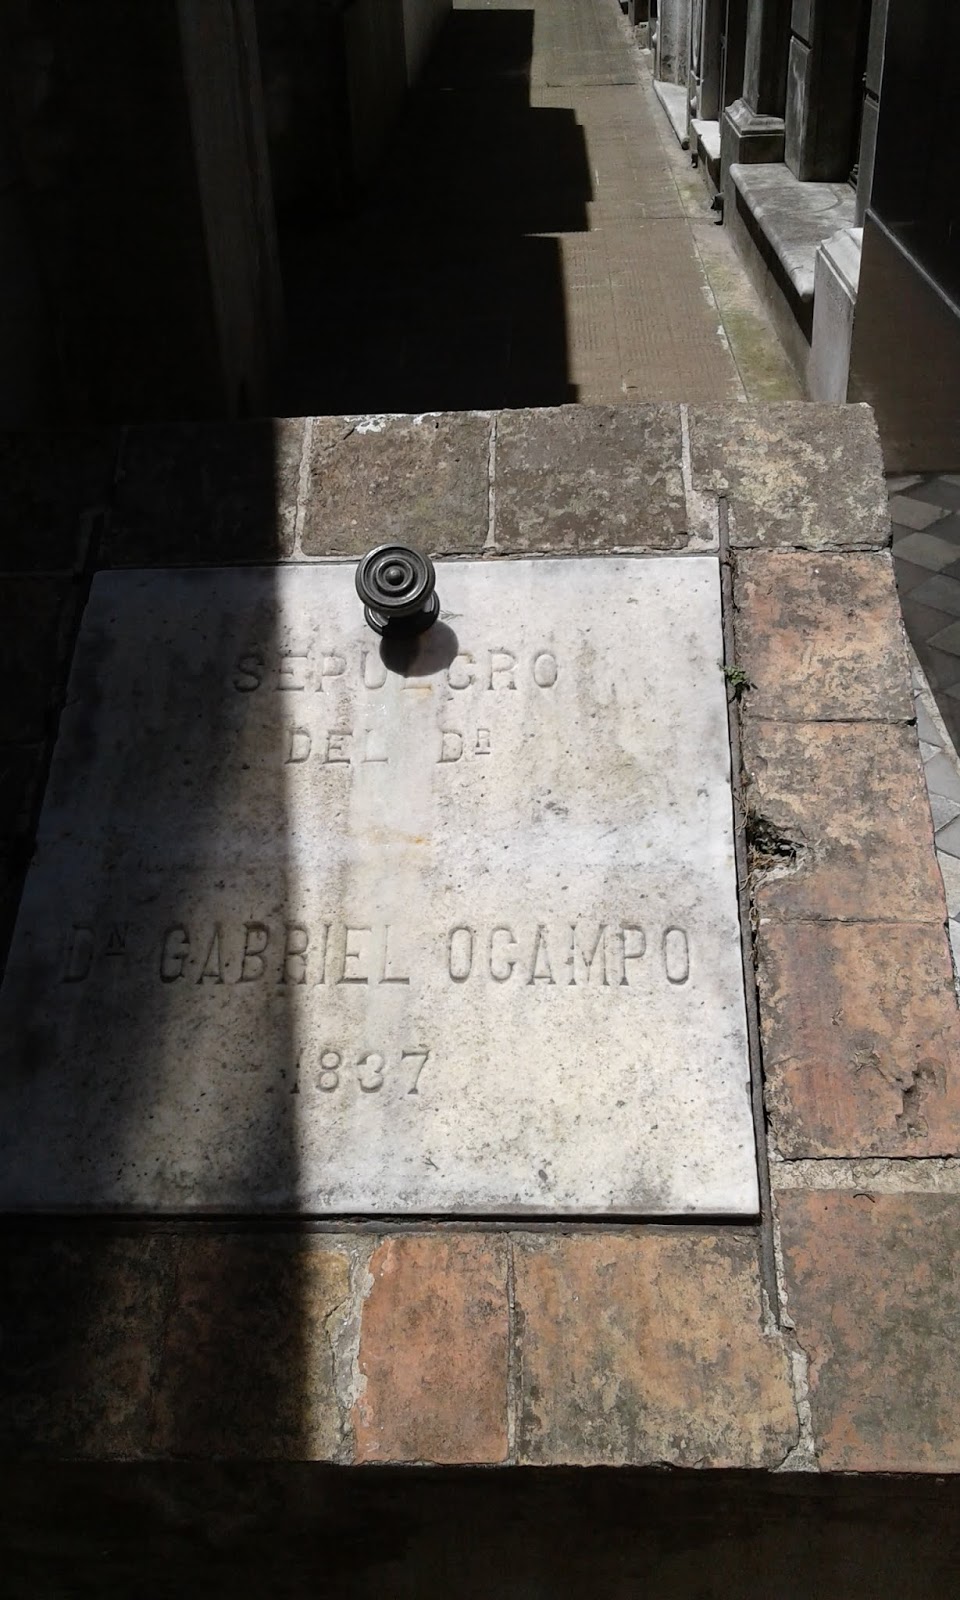 SEPULCRO
DEL DR
DN GABRIEL OCAMPO
1837